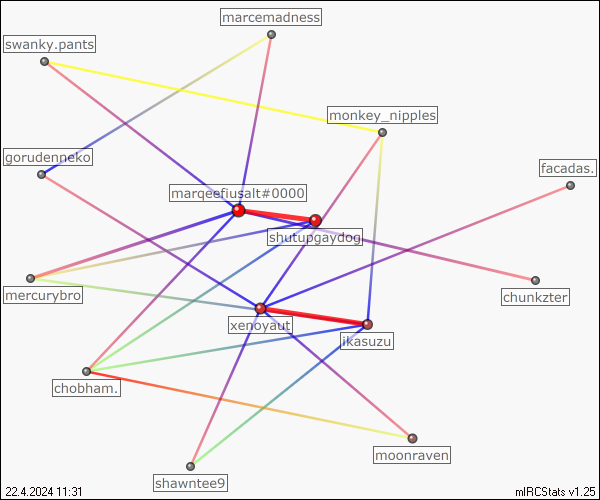 marcemadness
swanky.pants
monkey_nipples
gorudenneko
facadas.
marqeefiusalt#0000
shutupgaydog
mercurybro
chunkzter
xenoyaut
ikasuzu
chobham.
moonraven
shawntee9
22.4.2024 11:31
mIRCStats v1.25